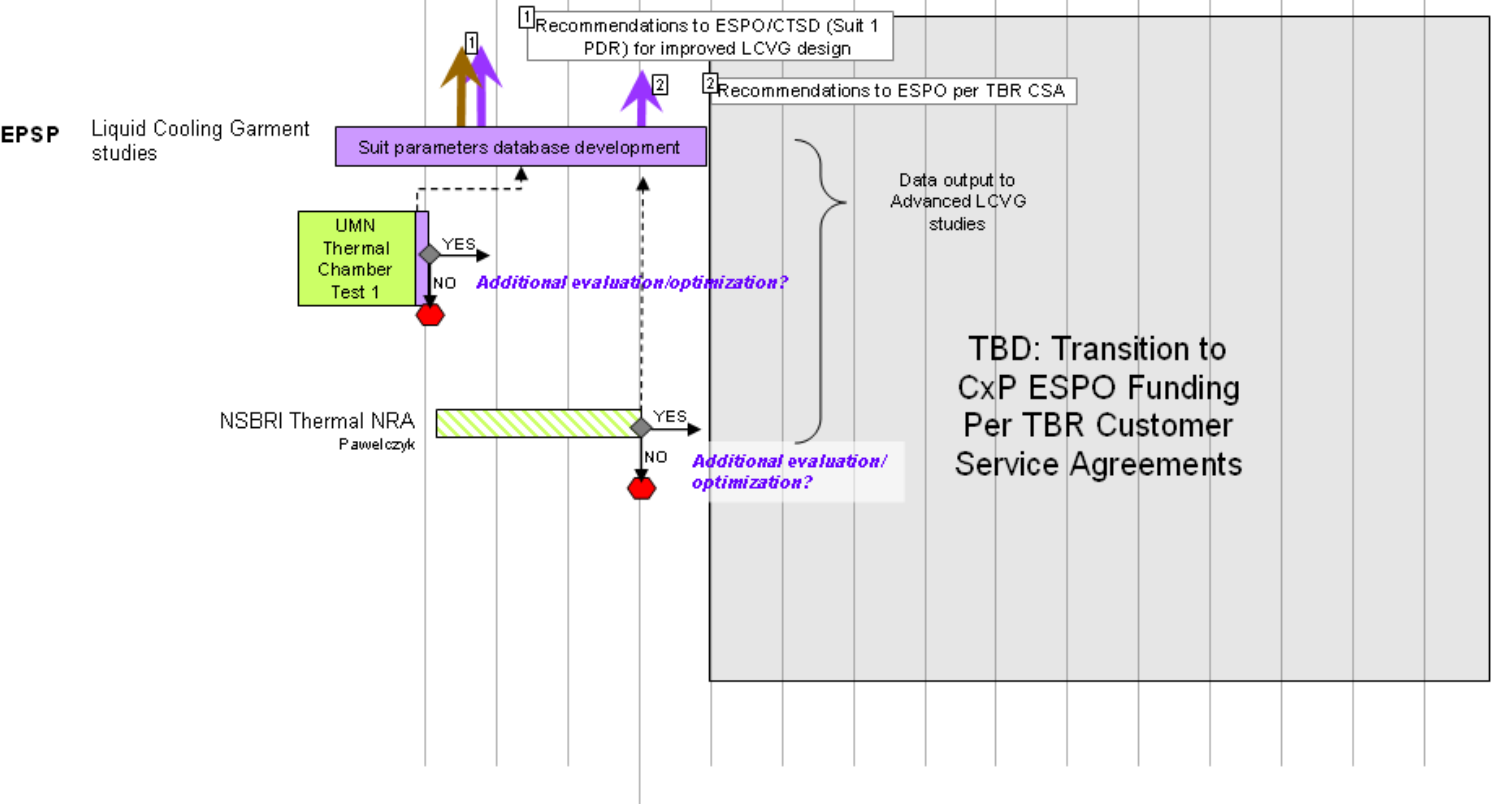 1
Recommendations to ESPO/CTSD (Suit 1
PDR) for improved LCVG design
1
2
2
Recommendations to ESPO per TBR CSA
EPSP
Liquid Cooling Garment
studies
Suit parameters database development
Data output to
Advanced LCVG
studies
UMN
Thermal
Chamber
Test 1
YES
NO
Additional evaluation/optimization?
TBD: Transition to
CxP ESPO Funding
Per TBR Customer
Service Agreements
NSBRI Thermal NRA
Pawelczyk
YES
NO
Additional evaluation/
optimization?